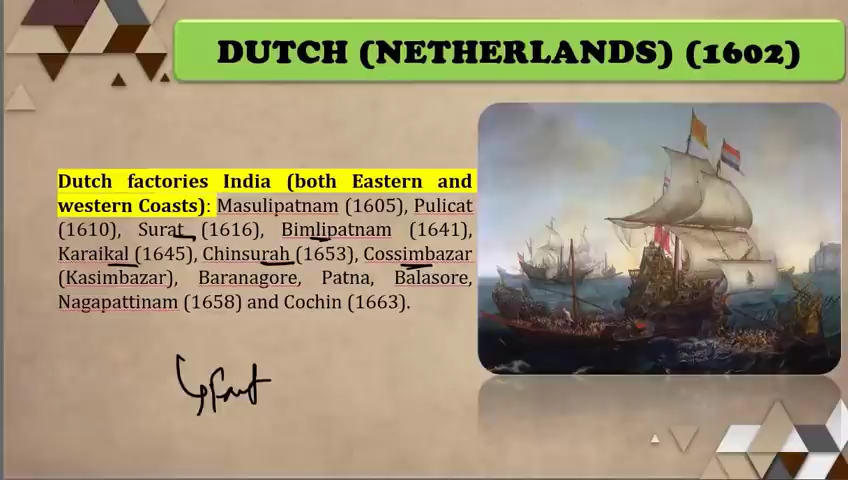 DUTCH (NETHERLANDS) (1602)
Dutch factories India (both Eastern and
western Coasts): Masulipatnam (1605), Pulicat
(1610), Surat (1616), Bimlipatnam (1641),
Karaikal (1645), Chinsurah (1653), Cossimbazar
(Kasimbazar), Baranagore, Patna, Balasore,
Nagapattinam (1658) and Cochin (1663).